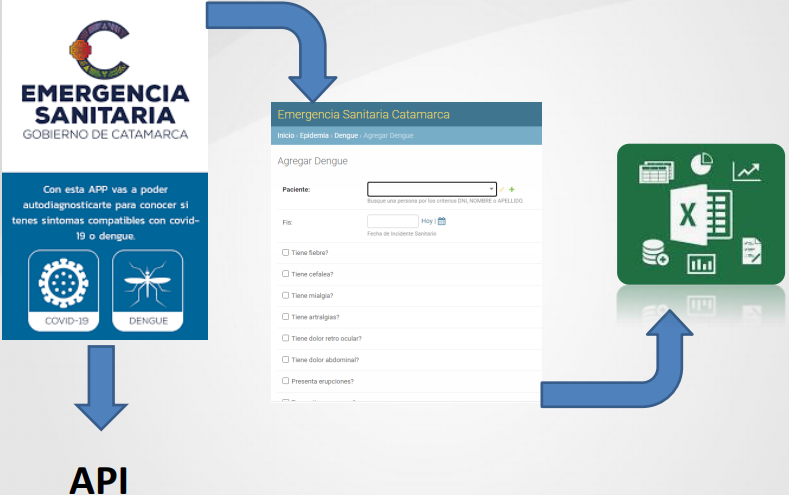 EMERGENCIA
SANITARIA
GOBIERNO DE CATAMARCA
Con esta APP vas a poder
autodiagnosticarte para conocer si
tenes sintomas compatibles con covid-
19 o dengue.
COVID-19
DENGUE
API
Emergencia Sanitaria Catamarca
Inicio › Epidemia › Dengue › Agregar Dengue
Agregar Dengue
Paciente:
Busque una persona por los criterios DNI, NOMBRE o APELLIDO.
Fis:
Hoy |
Fecha de Incidente Sanitario
Tiene fiebre?
Tiene cefalea?
Tiene mialgia?
Tiene artralgias?
Tiene dolor retro ocular?
Tiene dolor abdominal?
Presenta erupciones?
X